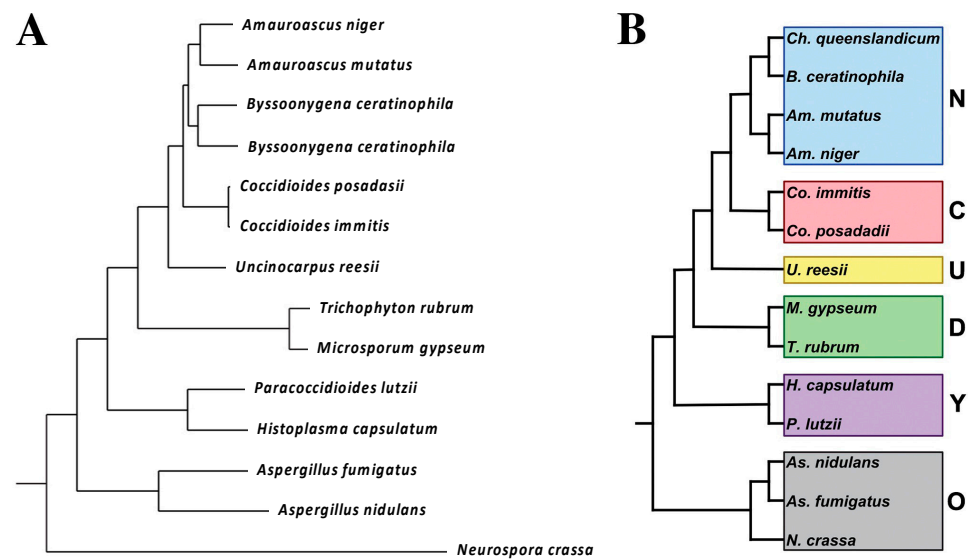 A
Amauroascus niger
Amauroascus mutatus
Byssoonygena ceratinophila
Byssoonygena ceratinophila
Coccidioides posadasii
Coccidioides immitis
Uncinocarpus reesii
Trichophyton rubrum
Microsporum gypseum
Paracoccidioides lutzii
Histoplasma capsulatum
Aspergillus fumigatus
Aspergillus nidulans
Neurospora crassa
B
Ch. queenslandicum
B. ceratinophila
Am. mutatus
Am. niger
N
Co. immitis
Co. posadadii
C
U. reesii
U
M. gypseum
T. rubrum
D
H. capsulatum
P. lutzii
Y
As. nidulans
As. fumigatus
N. crassa
O